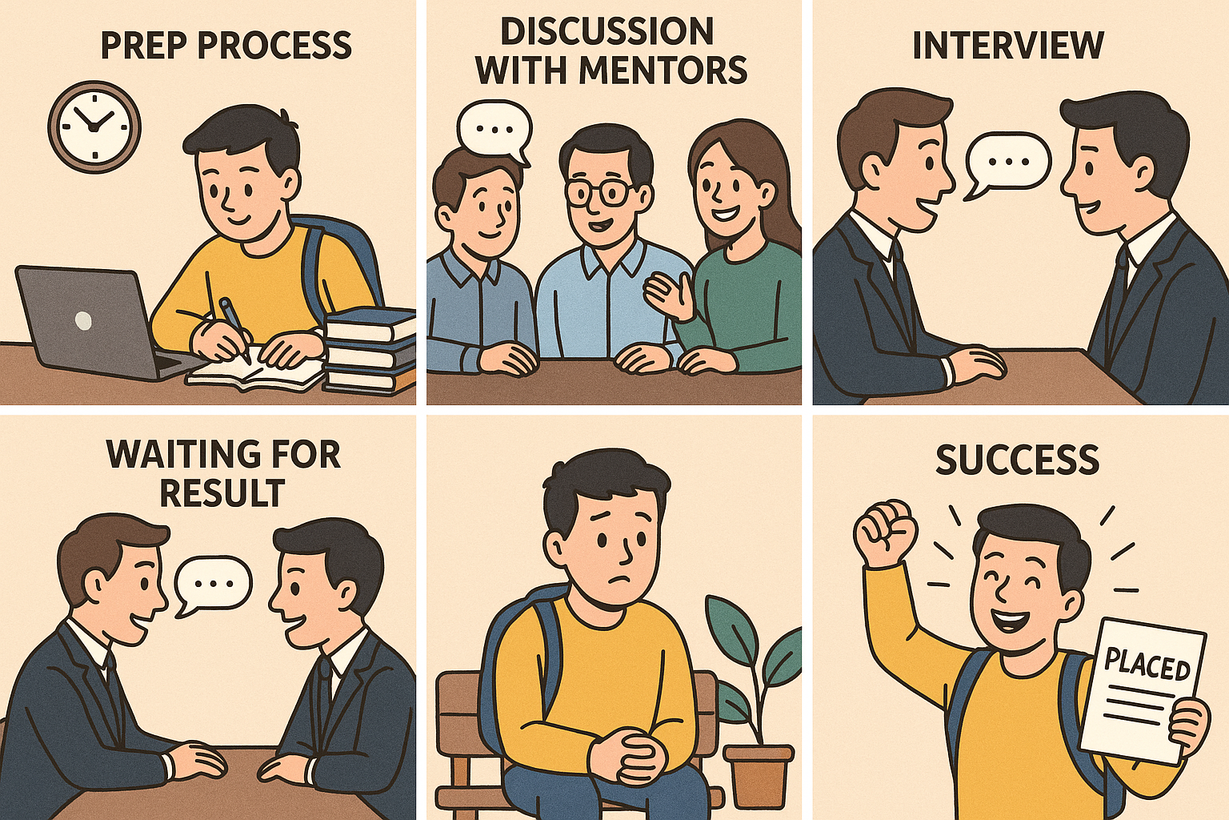 PREP PROCESS
DISCUSSION
WITH MENTORS
INTERVIEW
WAITING FOR
RESULT
SUCCESS
PLACED